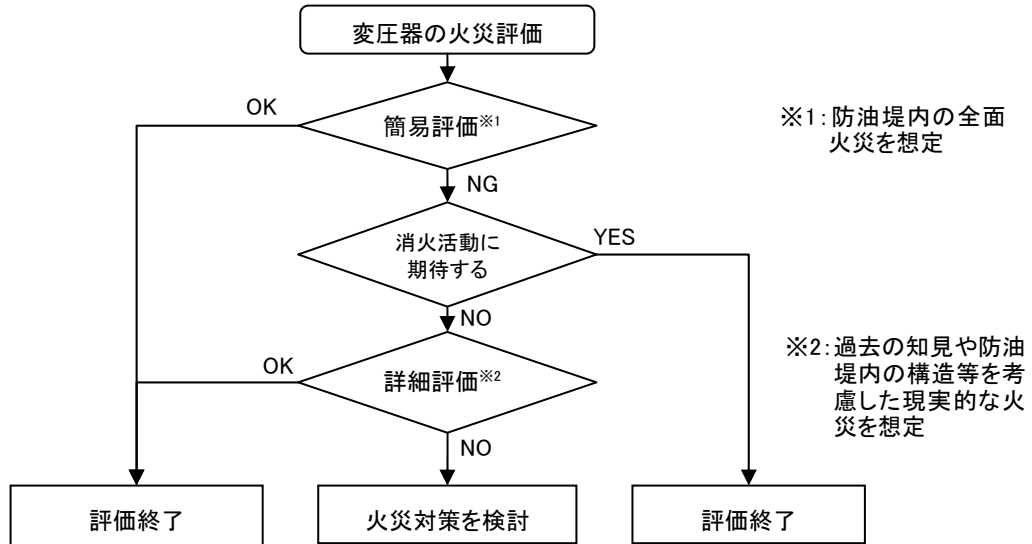 変圧器の火災評価
OK
簡易評価※1
※1:防油堤内の全面
火災を想定
NG
消火活動に
期待する
YES
NO
OK
詳細評価※2
※2:過去の知見や防油
堤内の構造等を考
慮した現実的な火
災を想定
NO
評価終了
火災対策を検討
評価終了